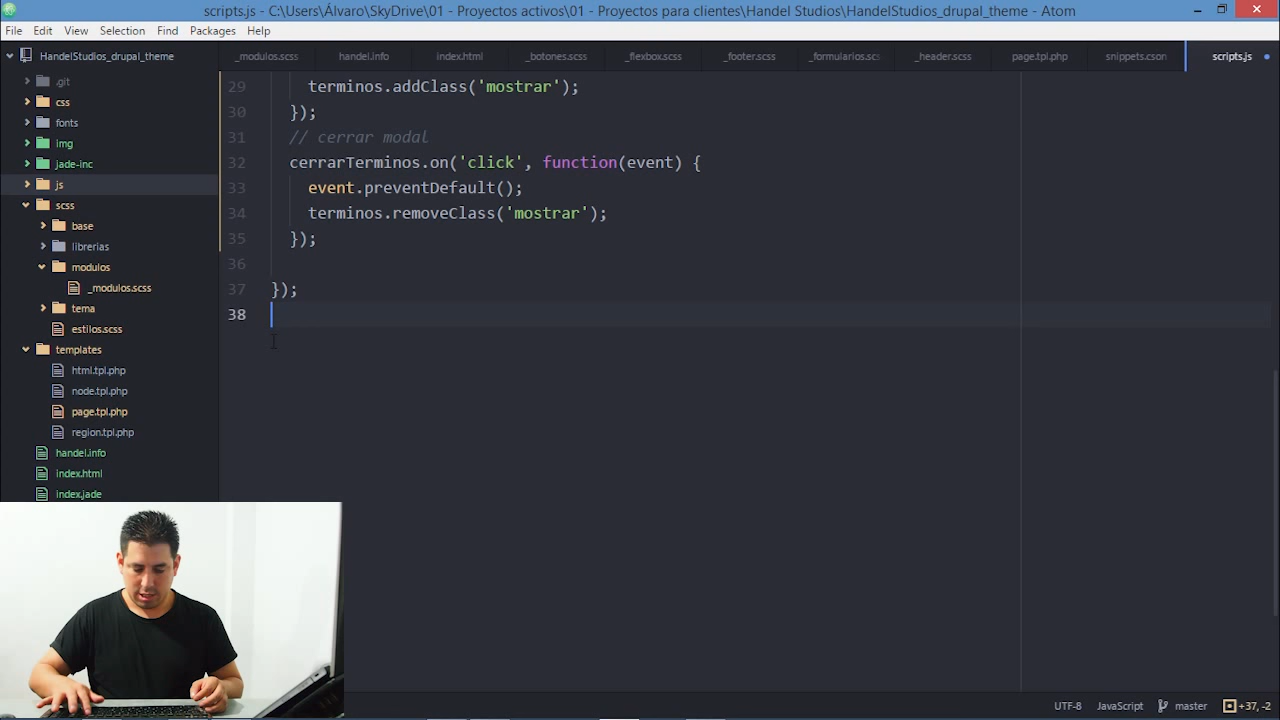 scripts.js - C:\Users\Álvaro\SkyDrive\01 - Proyectos activos\01 - Proyectos para clientes\Handel Studios\HandelStudios_drupal_theme - Atom
File Edit View Selection Find Packages Help
HandelStudios_drupal_theme
_modulos.scss handel.info index.html _botones.scss _flexbox.scss _footer.scss _formularios.sc _header.scss page.tpl.php snippets.cson scripts.js
.git
css
fonts
img
jade-inc
js
scss
base
librerias
modulos
_modulos.scss
tema
estilos.scss
templates
html.tpl.php
node.tpl.php
page.tpl.php
region.tpl.php
handel.info
index.html
index.jade
29 terminos.addClass('mostrar');
30 });
31 // cerrar modal
32 cerrarTerminos.on('click', function(event) {
33 event.preventDefault();
34 terminos.removeClass('mostrar');
35 });
36
37 });
38
UTF-8 JavaScript master +37, -2